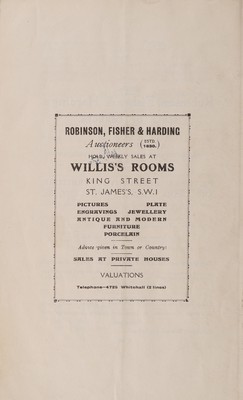 ROBINSON, FISHER & HARDING
Auctioneers (ESTD. 1830.)
HOLD WEEKLY SALES AT
WILLIS'S ROOMS
KING STREET
ST. JAMES'S, S.W.1
PICTURES PLATE
ENGRAVINGS JEWELLERY
ANTIQUE AND MODERN
FURNITURE
PORCELAIN
Advice given in Town or Country
SALES AT PRIVATE HOUSES
VALUATIONS
Telephone—4723 Whitehall (2 lines)